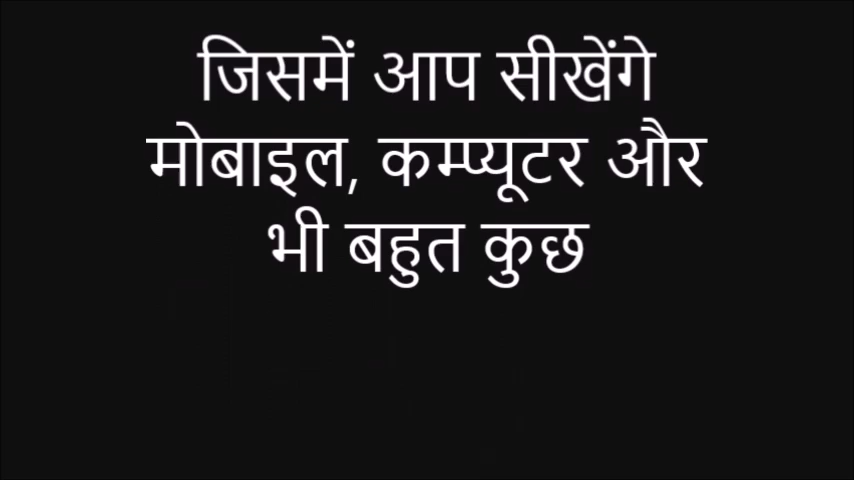 जिसमें आप सीखेंगे
मोबाइल, कम्प्यूटर और
भी बहुत कुछ